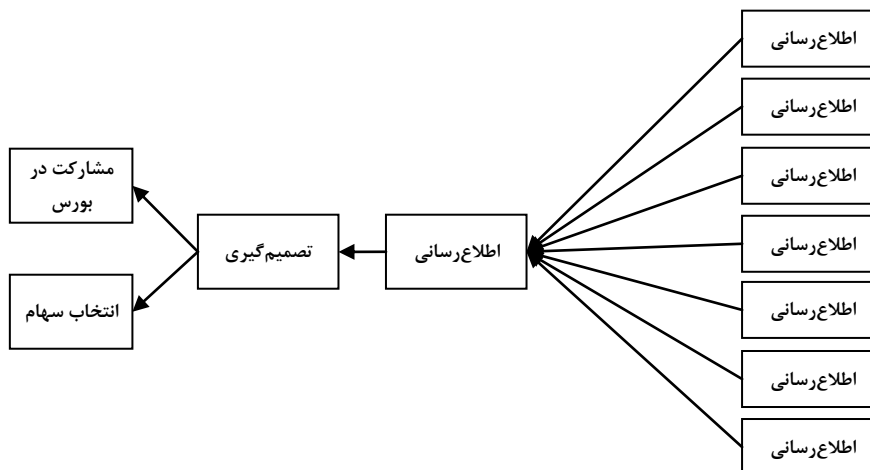 اطلاع‌رسانی
اطلاع‌رسانی
اطلاع‌رسانی
اطلاع‌رسانی
اطلاع‌رسانی
اطلاع‌رسانی
اطلاع‌رسانی
اطلاع‌رسانی
تصمیم‌گیری
مشارکت در
بورس
انتخاب سهام